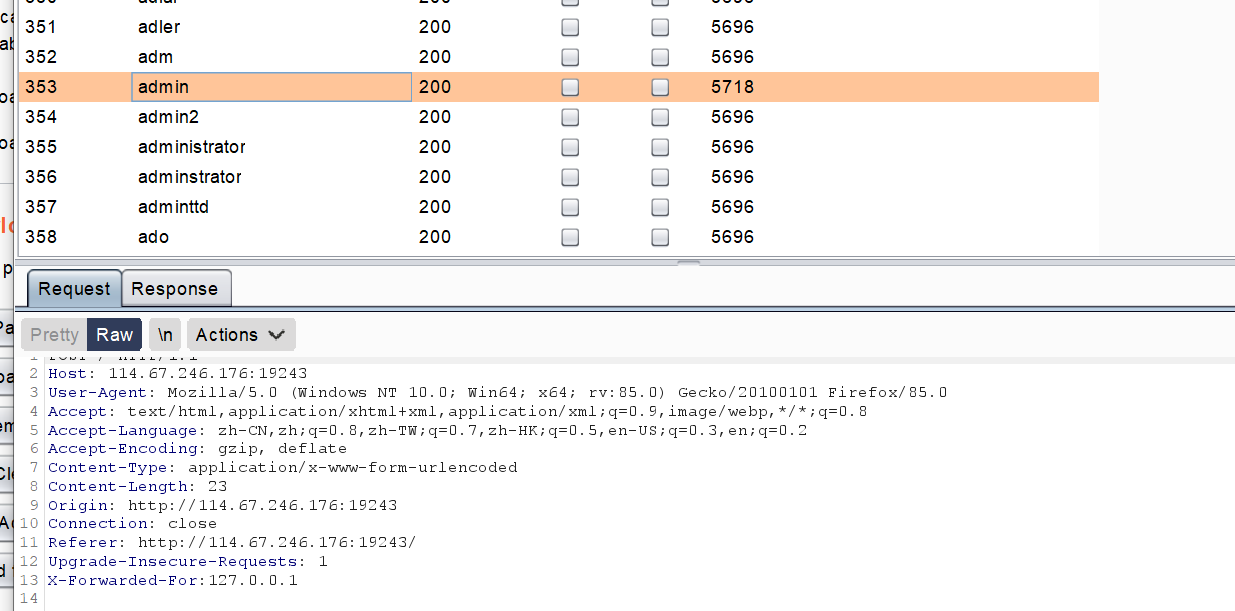 351 adler 200 5696
352 adm 200 5696
353 admin 200 5718
354 admin2 200 5696
355 administrator 200 5696
356 adminstrator 200 5696
357 adminttd 200 5696
358 ado 200 5696
Request Response
Pretty Raw \n Actions
2 Host: 114.67.246.176:19243
3 User-Agent: Mozilla/5.0 (Windows NT 10.0; Win64; x64; rv:85.0) Gecko/20100101 Firefox/85.0
4 Accept: text/html,application/xhtml+xml,application/xml;q=0.9,image/webp,*/*;q=0.8
5 Accept-Language: zh-CN,zh;q=0.8,zh-TW;q=0.7,zh-HK;q=0.5,en-US;q=0.3,en;q=0.2
6 Accept-Encoding: gzip, deflate
7 Content-Type: application/x-www-form-urlencoded
8 Content-Length: 23
9 Origin: http://114.67.246.176:19243
10 Connection: close
11 Referer: http://114.67.246.176:19243/
12 Upgrade-Insecure-Requests: 1
13 X-Forwarded-For:127.0.0.1
14